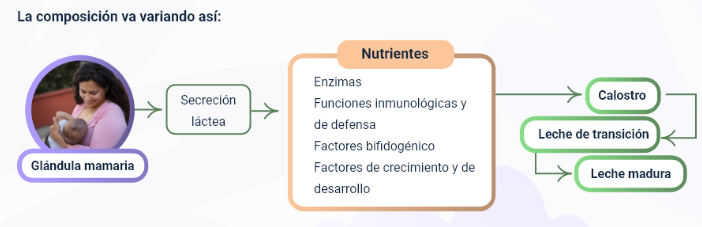 La composición va variando así:
Glándula mamaria
Secreción
láctea
Nutrientes
Enzimas
Funciones inmunológicas y
de defensa
Factores bifidogénico
Factores de crecimiento y de
desarrollo
Calostro
Leche de transición
Leche madura